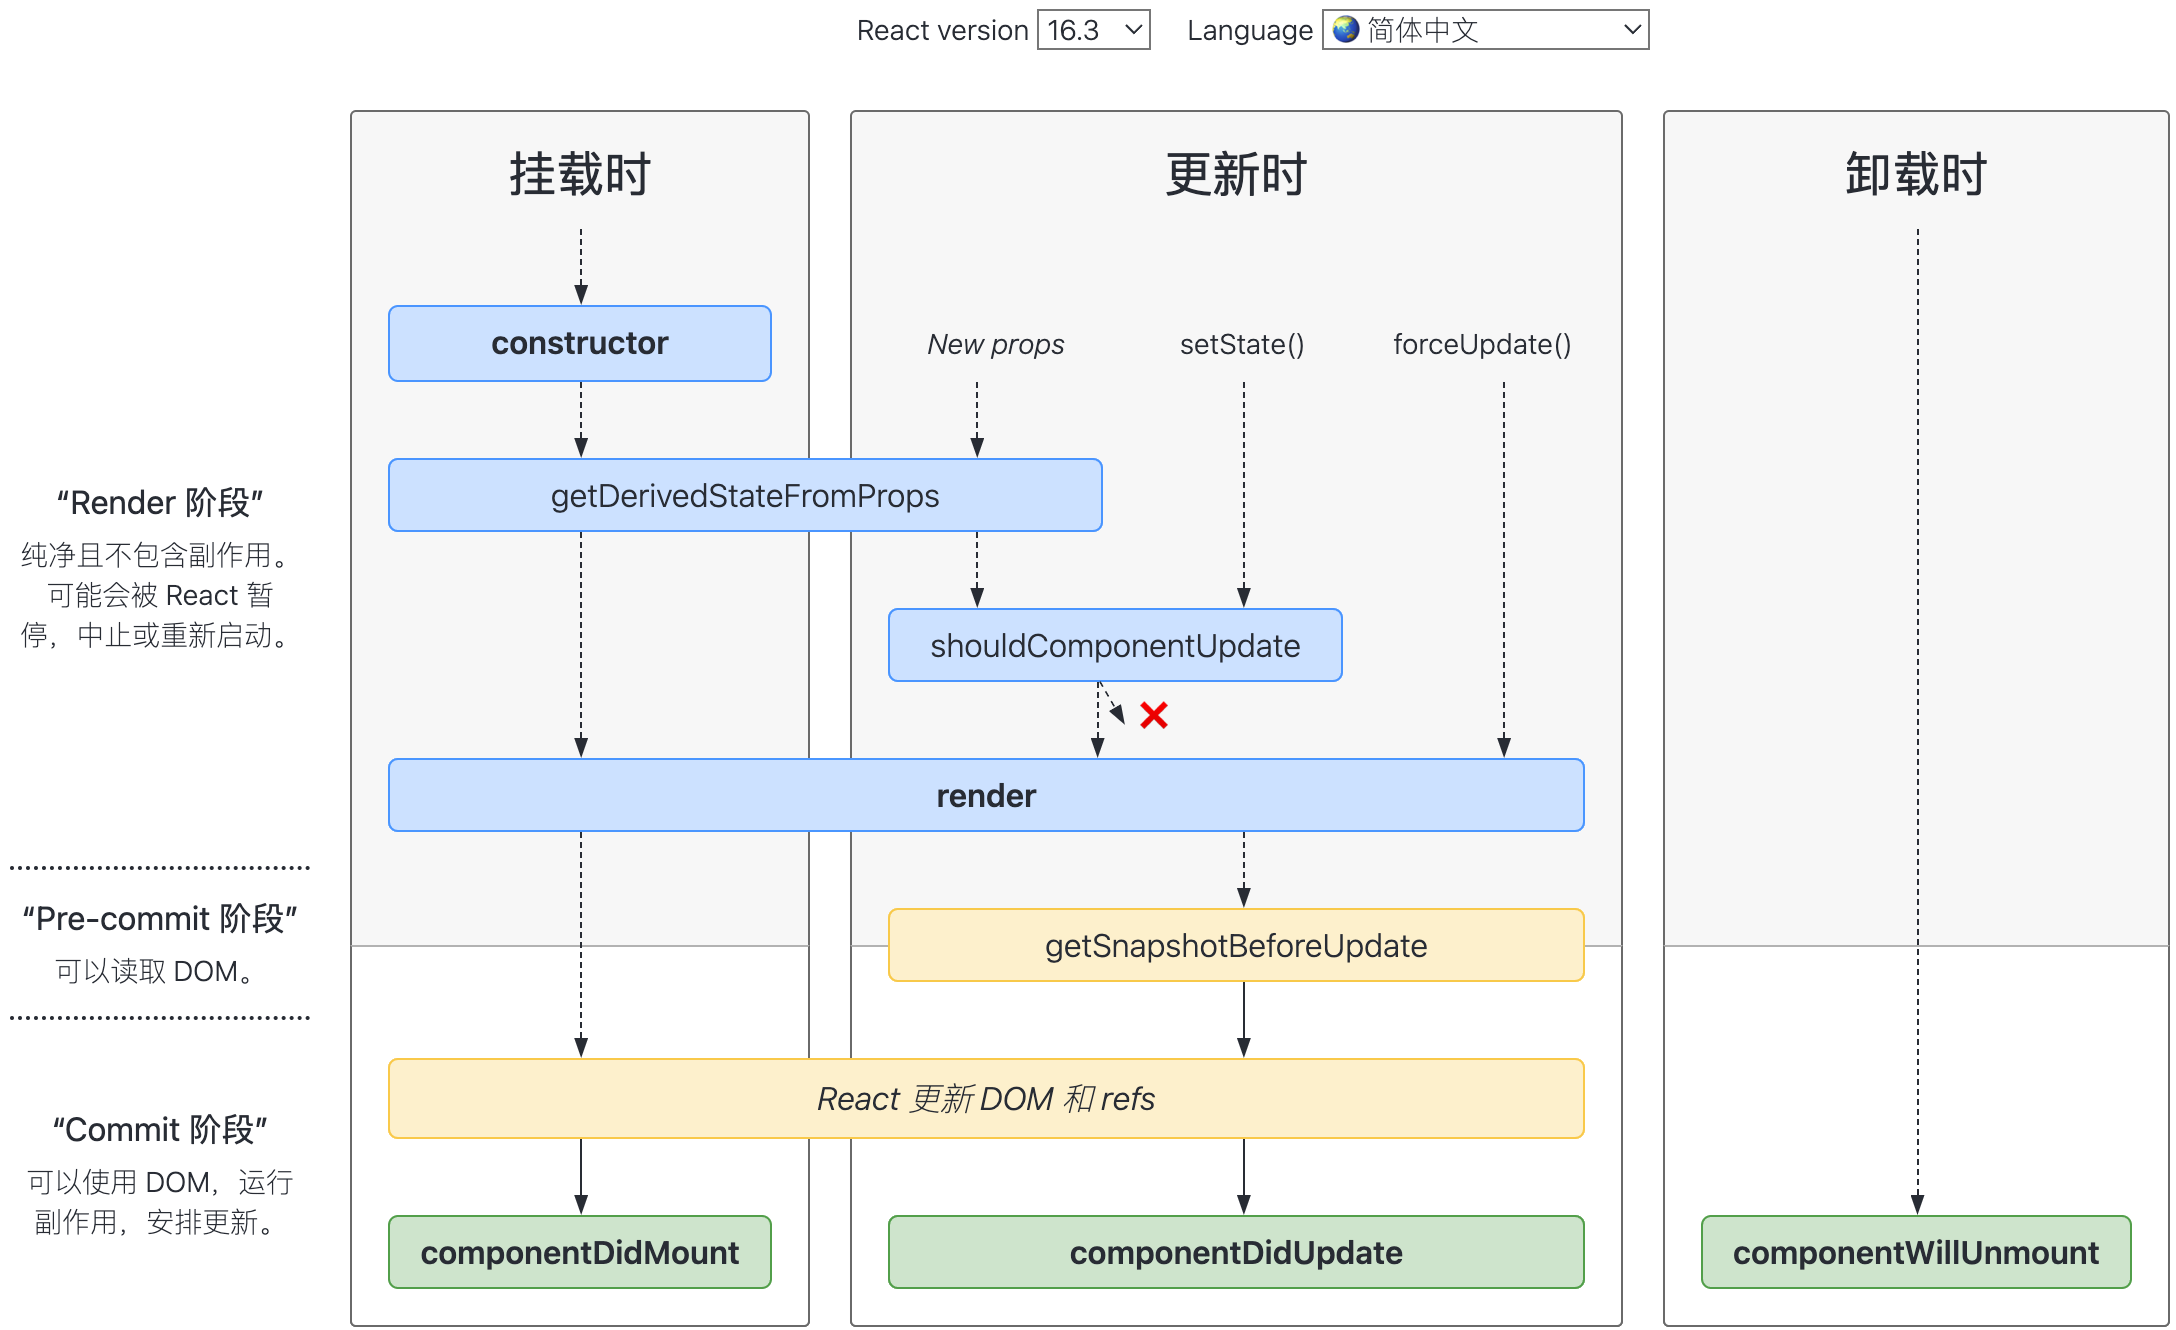 React version 16.3 Language 🌏 简体中文
挂载时
更新时
卸载时
constructor
New props
setState()
forceUpdate()
getDerivedStateFromProps
“Render 阶段”
纯净且不包含副作用。
可能会被 React 暂
停，中止或重新启动。
shouldComponentUpdate
render
“Pre-commit 阶段”
可以读取 DOM。
getSnapshotBeforeUpdate
React 更新 DOM 和 refs
“Commit 阶段”
可以使用 DOM，运行
副作用，安排更新。
componentDidMount
componentDidUpdate
componentWillUnmount